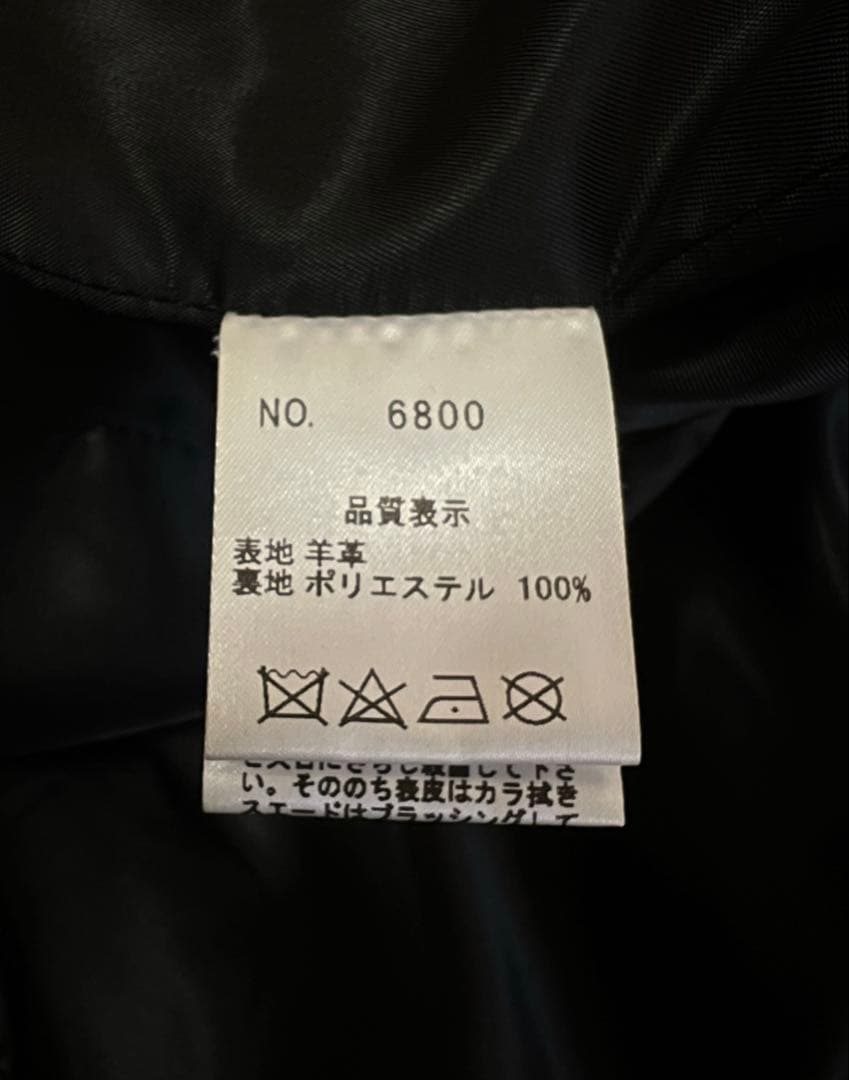 NO. 6800
品質表示
表地 羊革
裏地 ポリエステル 100%
い。そののち表皮はカラ拭き
スエードはブラッシングして